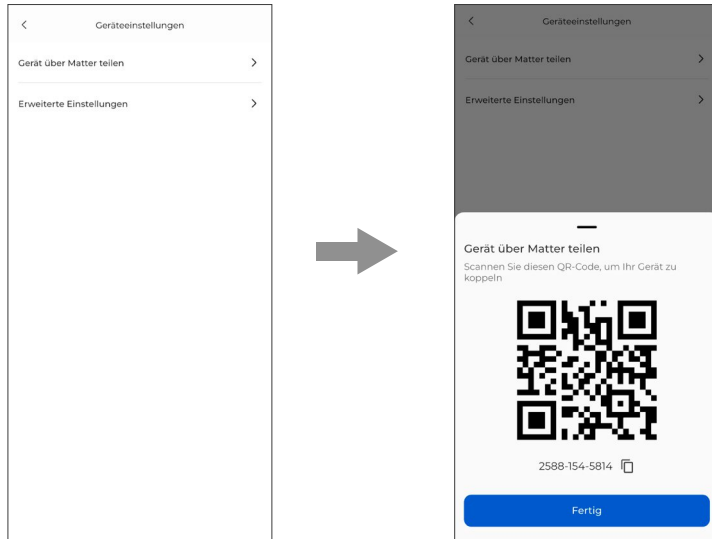 Geräteeinstellungen
Gerät über Matter teilen
Erweiterte Einstellungen
Geräteeinstellungen
Gerät über Matter teilen
Erweiterte Einstellungen
Gerät über Matter teilen
Scannen Sie diesen QR-Code, um Ihr Gerät zu
koppeln
2588-154-5814
Fertig